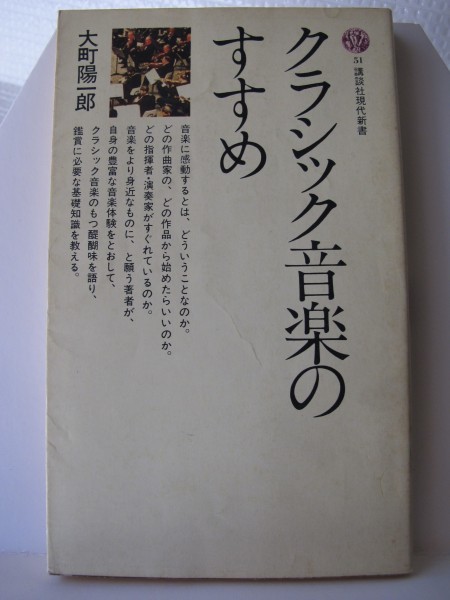 51 講談社現代新書
クラシック音楽の
すすめ
大町陽一郎
音楽に感動するとは、どういうことなのか。
どの作曲家の、どの作品から始めたらいいのか。
どの指揮者・演奏家がすぐれているのか。
音楽をより身近なものに、と願う著者が、
自身の豊富な音楽体験をとおして、
クラシック音楽のもつ醍醐味を語り、
鑑賞に必要な基礎知識を教える。